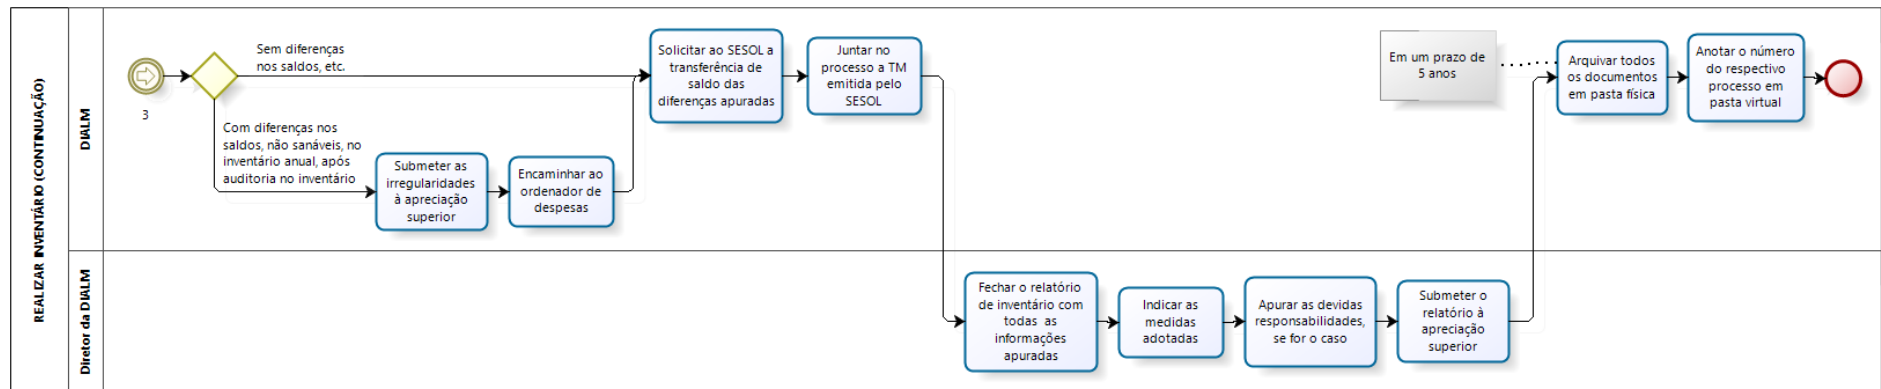 REALIZAR INVENTÁRIO (CONTINUAÇÃO)
DIALM
3
Sem diferenças
nos saldos, etc.
Com diferenças nos
saldos, não sanáveis, no
inventário anual, após
auditoria no inventário
Submeter as
irregularidades
à apreciação
superior
Encaminhar ao
ordenador de
despesas
Solicitar ao SESOL a
transferência de
saldo das
diferenças apuradas
Juntar no
processo a TM
emitida pelo
SESOL
Em um prazo de
5 anos
Arquivar todos
os documentos
em pasta física
Anotar o número
do respectivo
processo em
pasta virtual
Diretor da DIALM
Fechar o relatório
de inventário com
todas as
informações
apuradas
Indicar as
medidas
adotadas
Apurar as devidas
responsabilidades,
se for o caso
Submeter o
relatório à
apreciação
superior